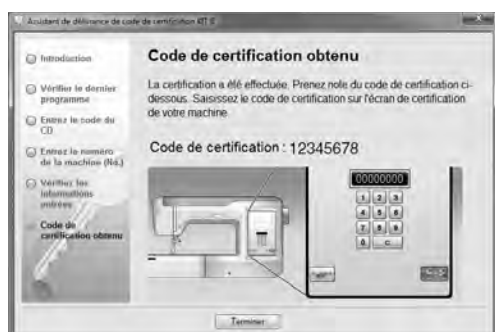 Assistant de délivrance de code de certification KIT II
Introduction
Vérifier le dernier
programme
Entrez le code du
CD
Entrez le numéro
de la machine (No.)
Vérifiez les
informations
entrées
Code de
certification obtenu
Code de certification obtenu
La certification a été effectuée. Prenez note du code de certification ci-
dessous. Saisissez le code de certification sur l'écran de certification
de votre machine.
Code de certification : 12345678
00000000
1 2 3
4 5 6
7 8 9
0 C
Terminer